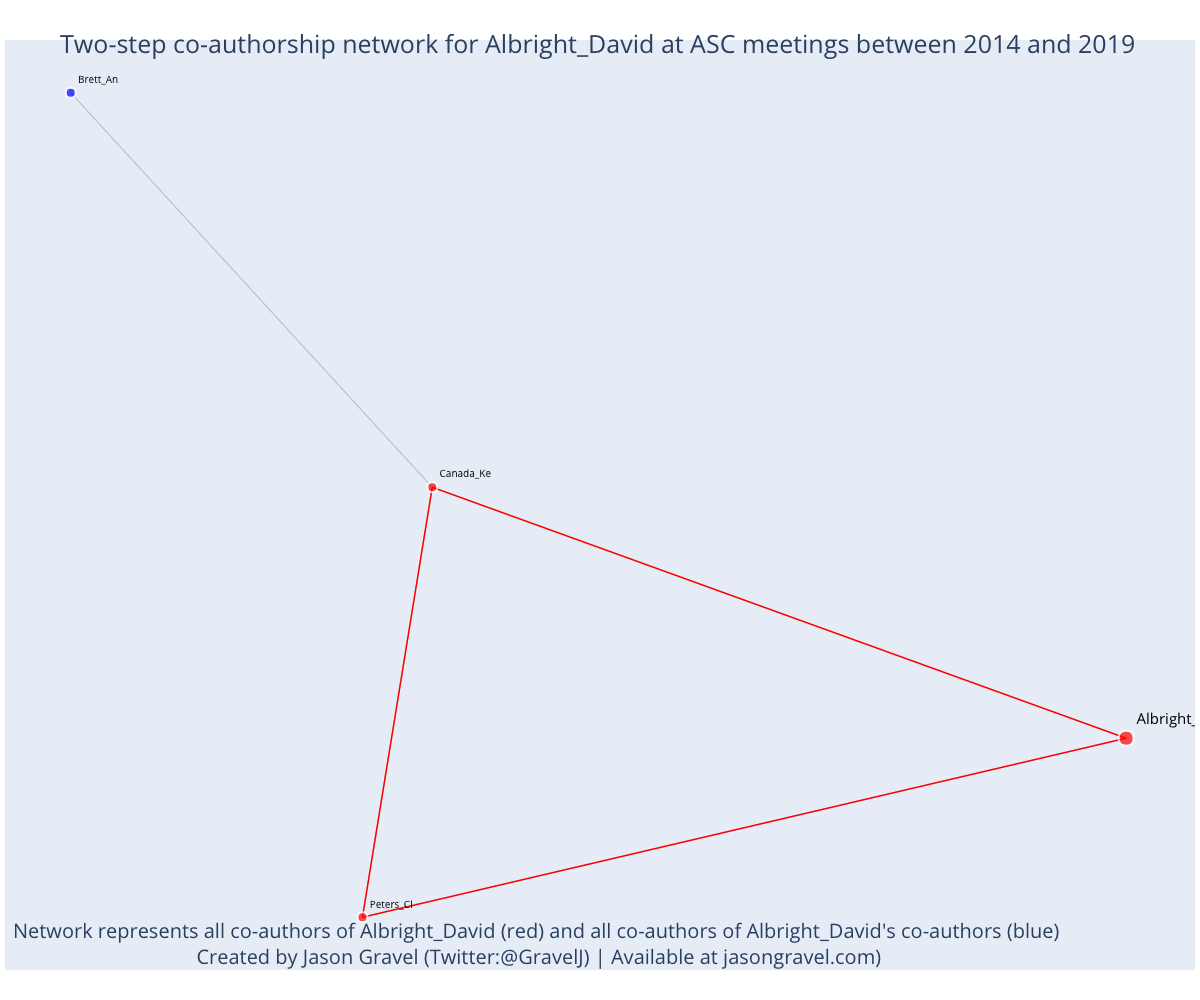 Two-step co-authorship network for Albright_David at ASC meetings between 2014 and 2019
Brett_An
Canada_Ke
Albright_
Peters_Cl
Network represents all co-authors of Albright_David (red) and all co-authors of Albright_David's co-authors (blue)
Created by Jason Gravel (Twitter:@GravelJ) | Available at jasongravel.com)